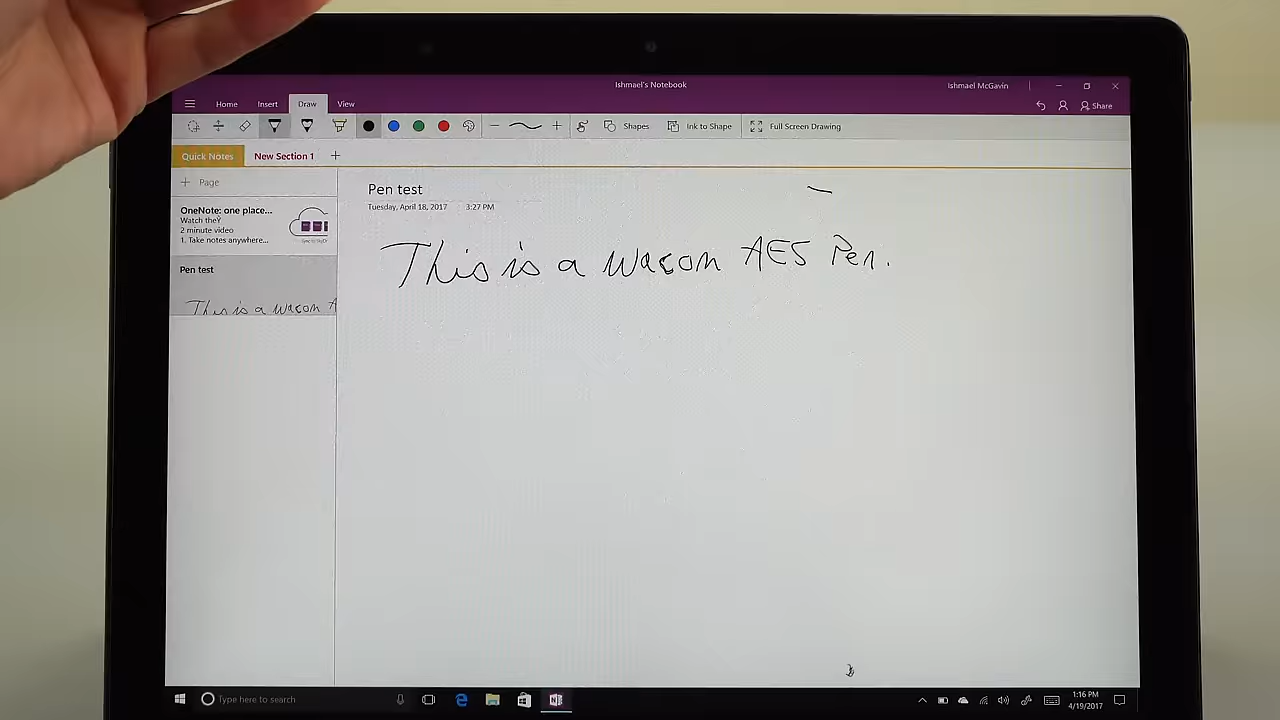 Ishmael's Notebook
Ishmael McGavin
Home Insert Draw View
Share
Shapes Ink to Shape Full Screen Drawing
Quick Notes New Section 1
Page
OneNote: one place...
Watch the
2 minute video
1. Take notes anywhere...
Pen test
This is a wacom A
Pen test
Tuesday, April 18, 2017 3:27 PM
This is a wacom AES Pen.
Type here to search
1:16 PM
4/19/2017